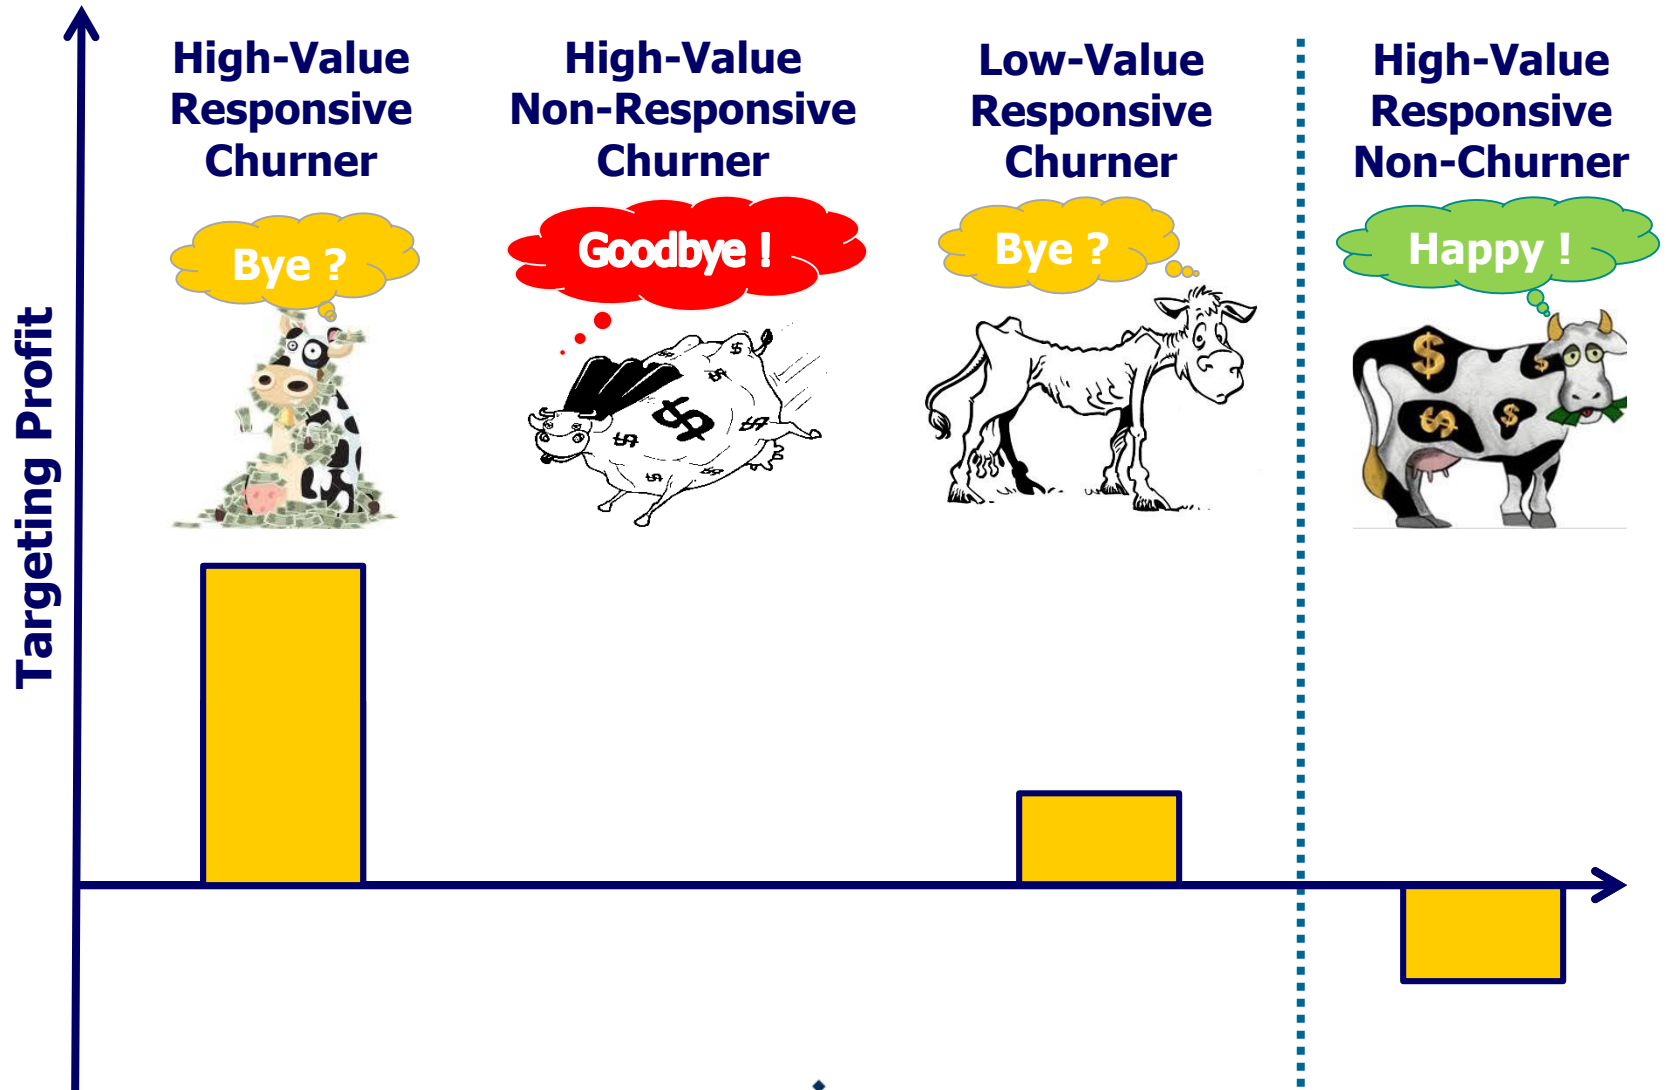 High-Value
Responsive
Churner
High-Value
Non-Responsive
Churner
Low-Value
Responsive
Churner
High-Value
Responsive
Non-Churner
Bye ?
Goodbye !
Bye ?
Happy !
$
$
$
$
$
$
$
$
$
$
$
$
Targeting Profit